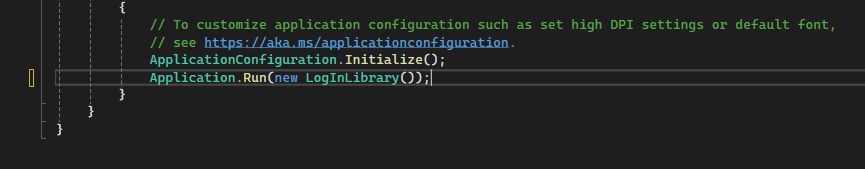 {
// To customize application configuration such as set high DPI settings or default font,
// see https://aka.ms/applicationconfiguration.
ApplicationConfiguration.Initialize();
Application.Run(new LogInLibrary());
}
}
}